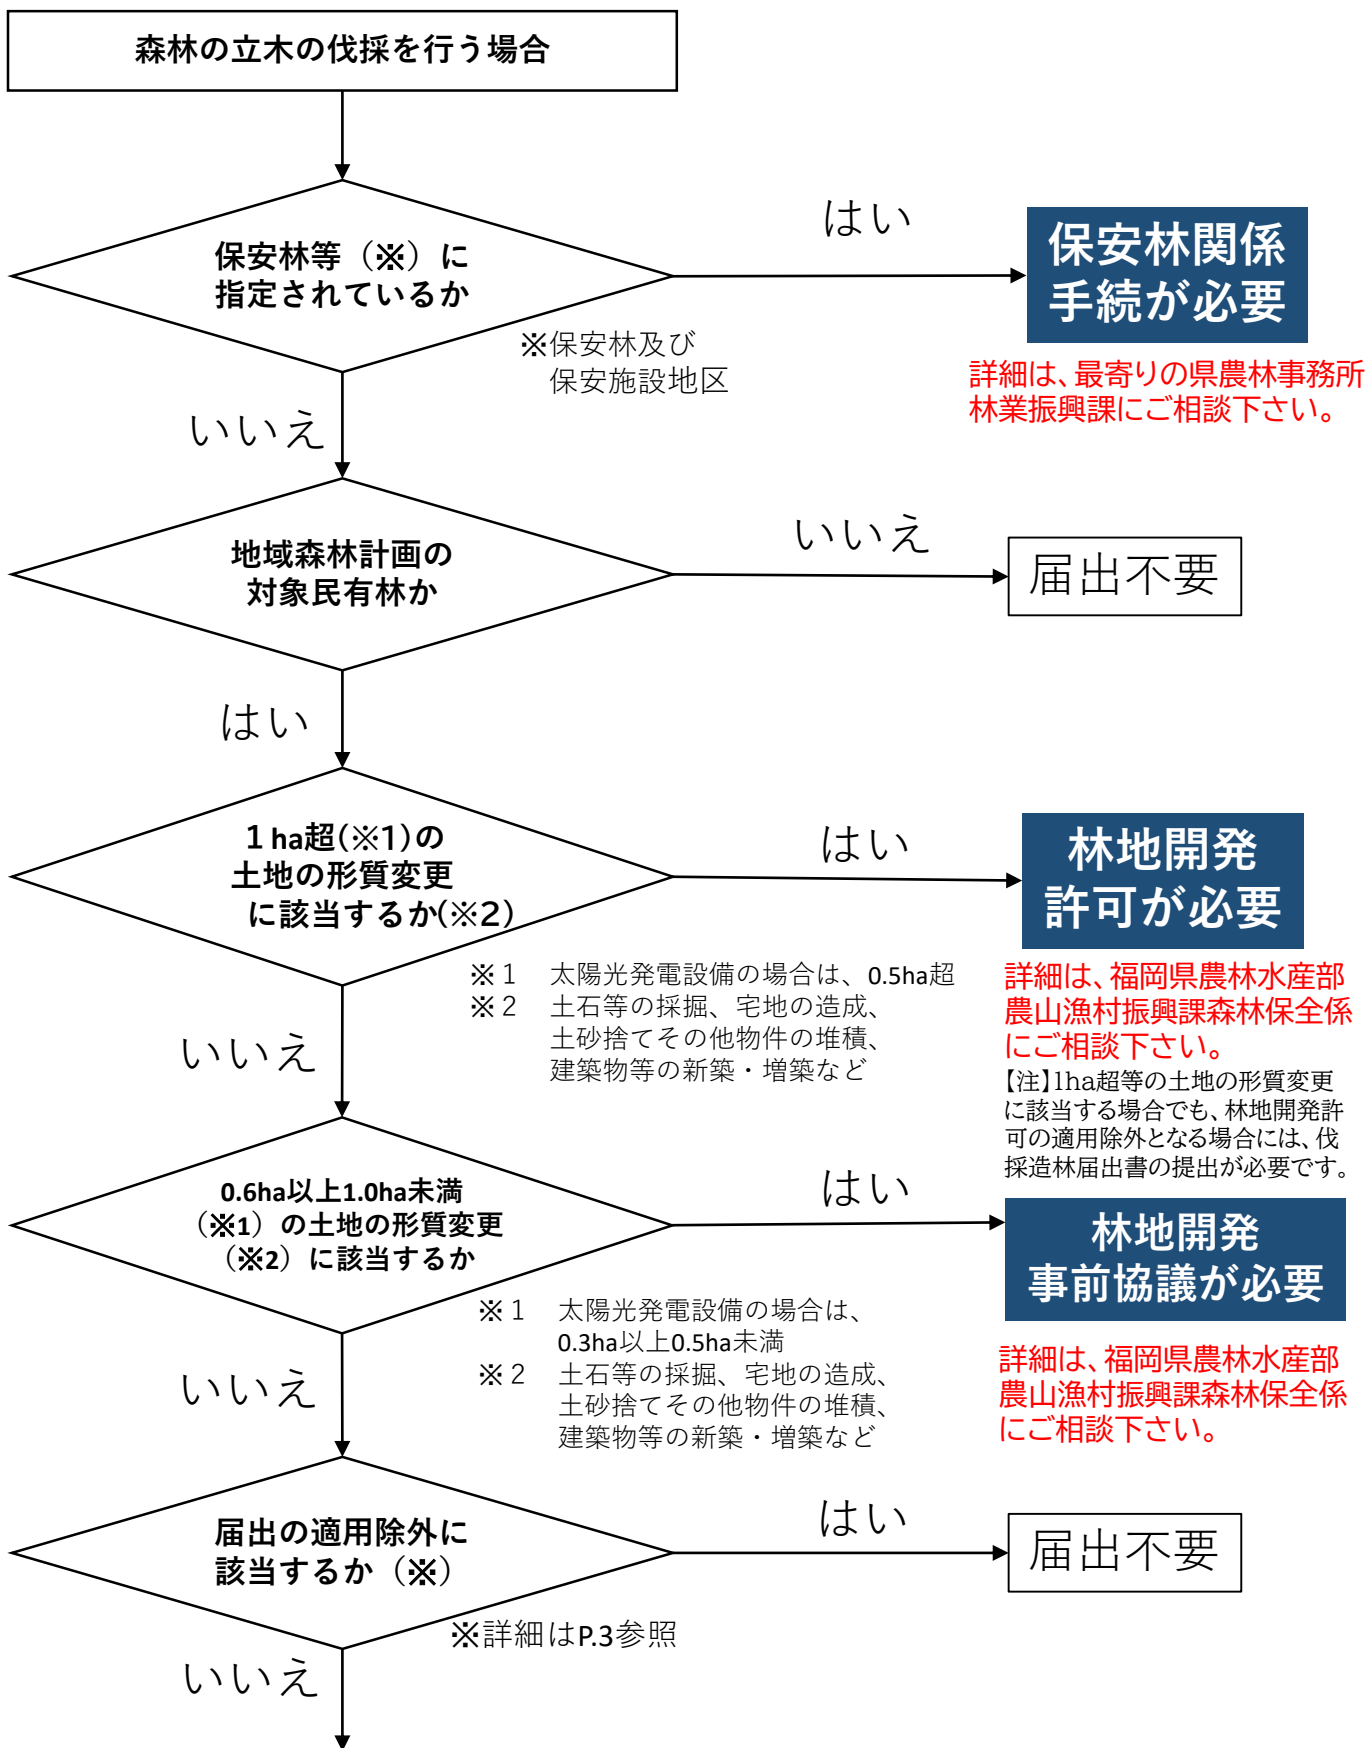 森林の立木の伐採を行う場合
はい
保安林等（※）に
指定されているか
保安林関係
手続が必要
※保安林及び
保安施設地区
詳細は、最寄りの県農林事務所
林業振興課にご相談下さい。
いいえ
地域森林計画の
対象民有林か
いいえ
届出不要
はい
１ha超(※1)の
土地の形質変更
に該当するか(※2)
はい
林地開発
許可が必要
※１　太陽光発電設備の場合は、0.5ha超
※２　土石等の採掘、宅地の造成、
土砂捨てその他物件の堆積、
建築物等の新築・増築など
詳細は、福岡県農林水産部
農山漁村振興課森林保全係
にご相談下さい。
【注】1ha超等の土地の形質変更
に該当する場合でも、林地開発許
可の適用除外となる場合には、伐
採造林届出書の提出が必要です。
いいえ
0.6ha以上1.0ha未満
（※1）の土地の形質変更
（※2）に該当するか
はい
林地開発
事前協議が必要
※１　太陽光発電設備の場合は、
0.3ha以上0.5ha未満
※２　土石等の採掘、宅地の造成、
土砂捨てその他物件の堆積、
建築物等の新築・増築など
詳細は、福岡県農林水産部
農山漁村振興課森林保全係
にご相談下さい。
いいえ
届出の適用除外に
該当するか（※）
はい
届出不要
※詳細はP.3参照
いいえ